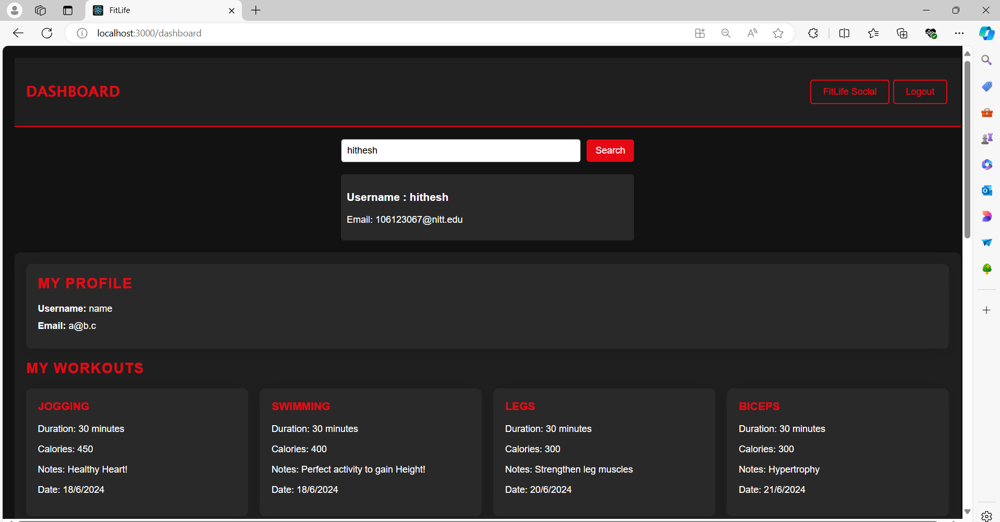 FitLife
localhost:3000/dashboard
DASHBOARD
FitLife Social
Logout
hithesh
Search
Username : hithesh
Email: 106123067@nitt.edu
MY PROFILE
Username: name
Email: a@b.c
MY WORKOUTS
JOGGING
Duration: 30 minutes
Calories: 450
Notes: Healthy Heart!
Date: 18/6/2024
SWIMMING
Duration: 30 minutes
Calories: 400
Notes: Perfect activity to gain Height!
Date: 18/6/2024
LEGS
Duration: 30 minutes
Calories: 300
Notes: Strengthen leg muscles
Date: 20/6/2024
BICEPS
Duration: 30 minutes
Calories: 300
Notes: Hypertrophy
Date: 21/6/2024